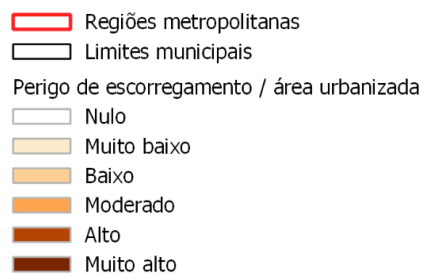 Regiões metropolitanas
Limites municipais
Perigo de escorregamento / área urbanizada
Nulo
Muito baixo
Baixo
Moderado
Alto
Muito alto